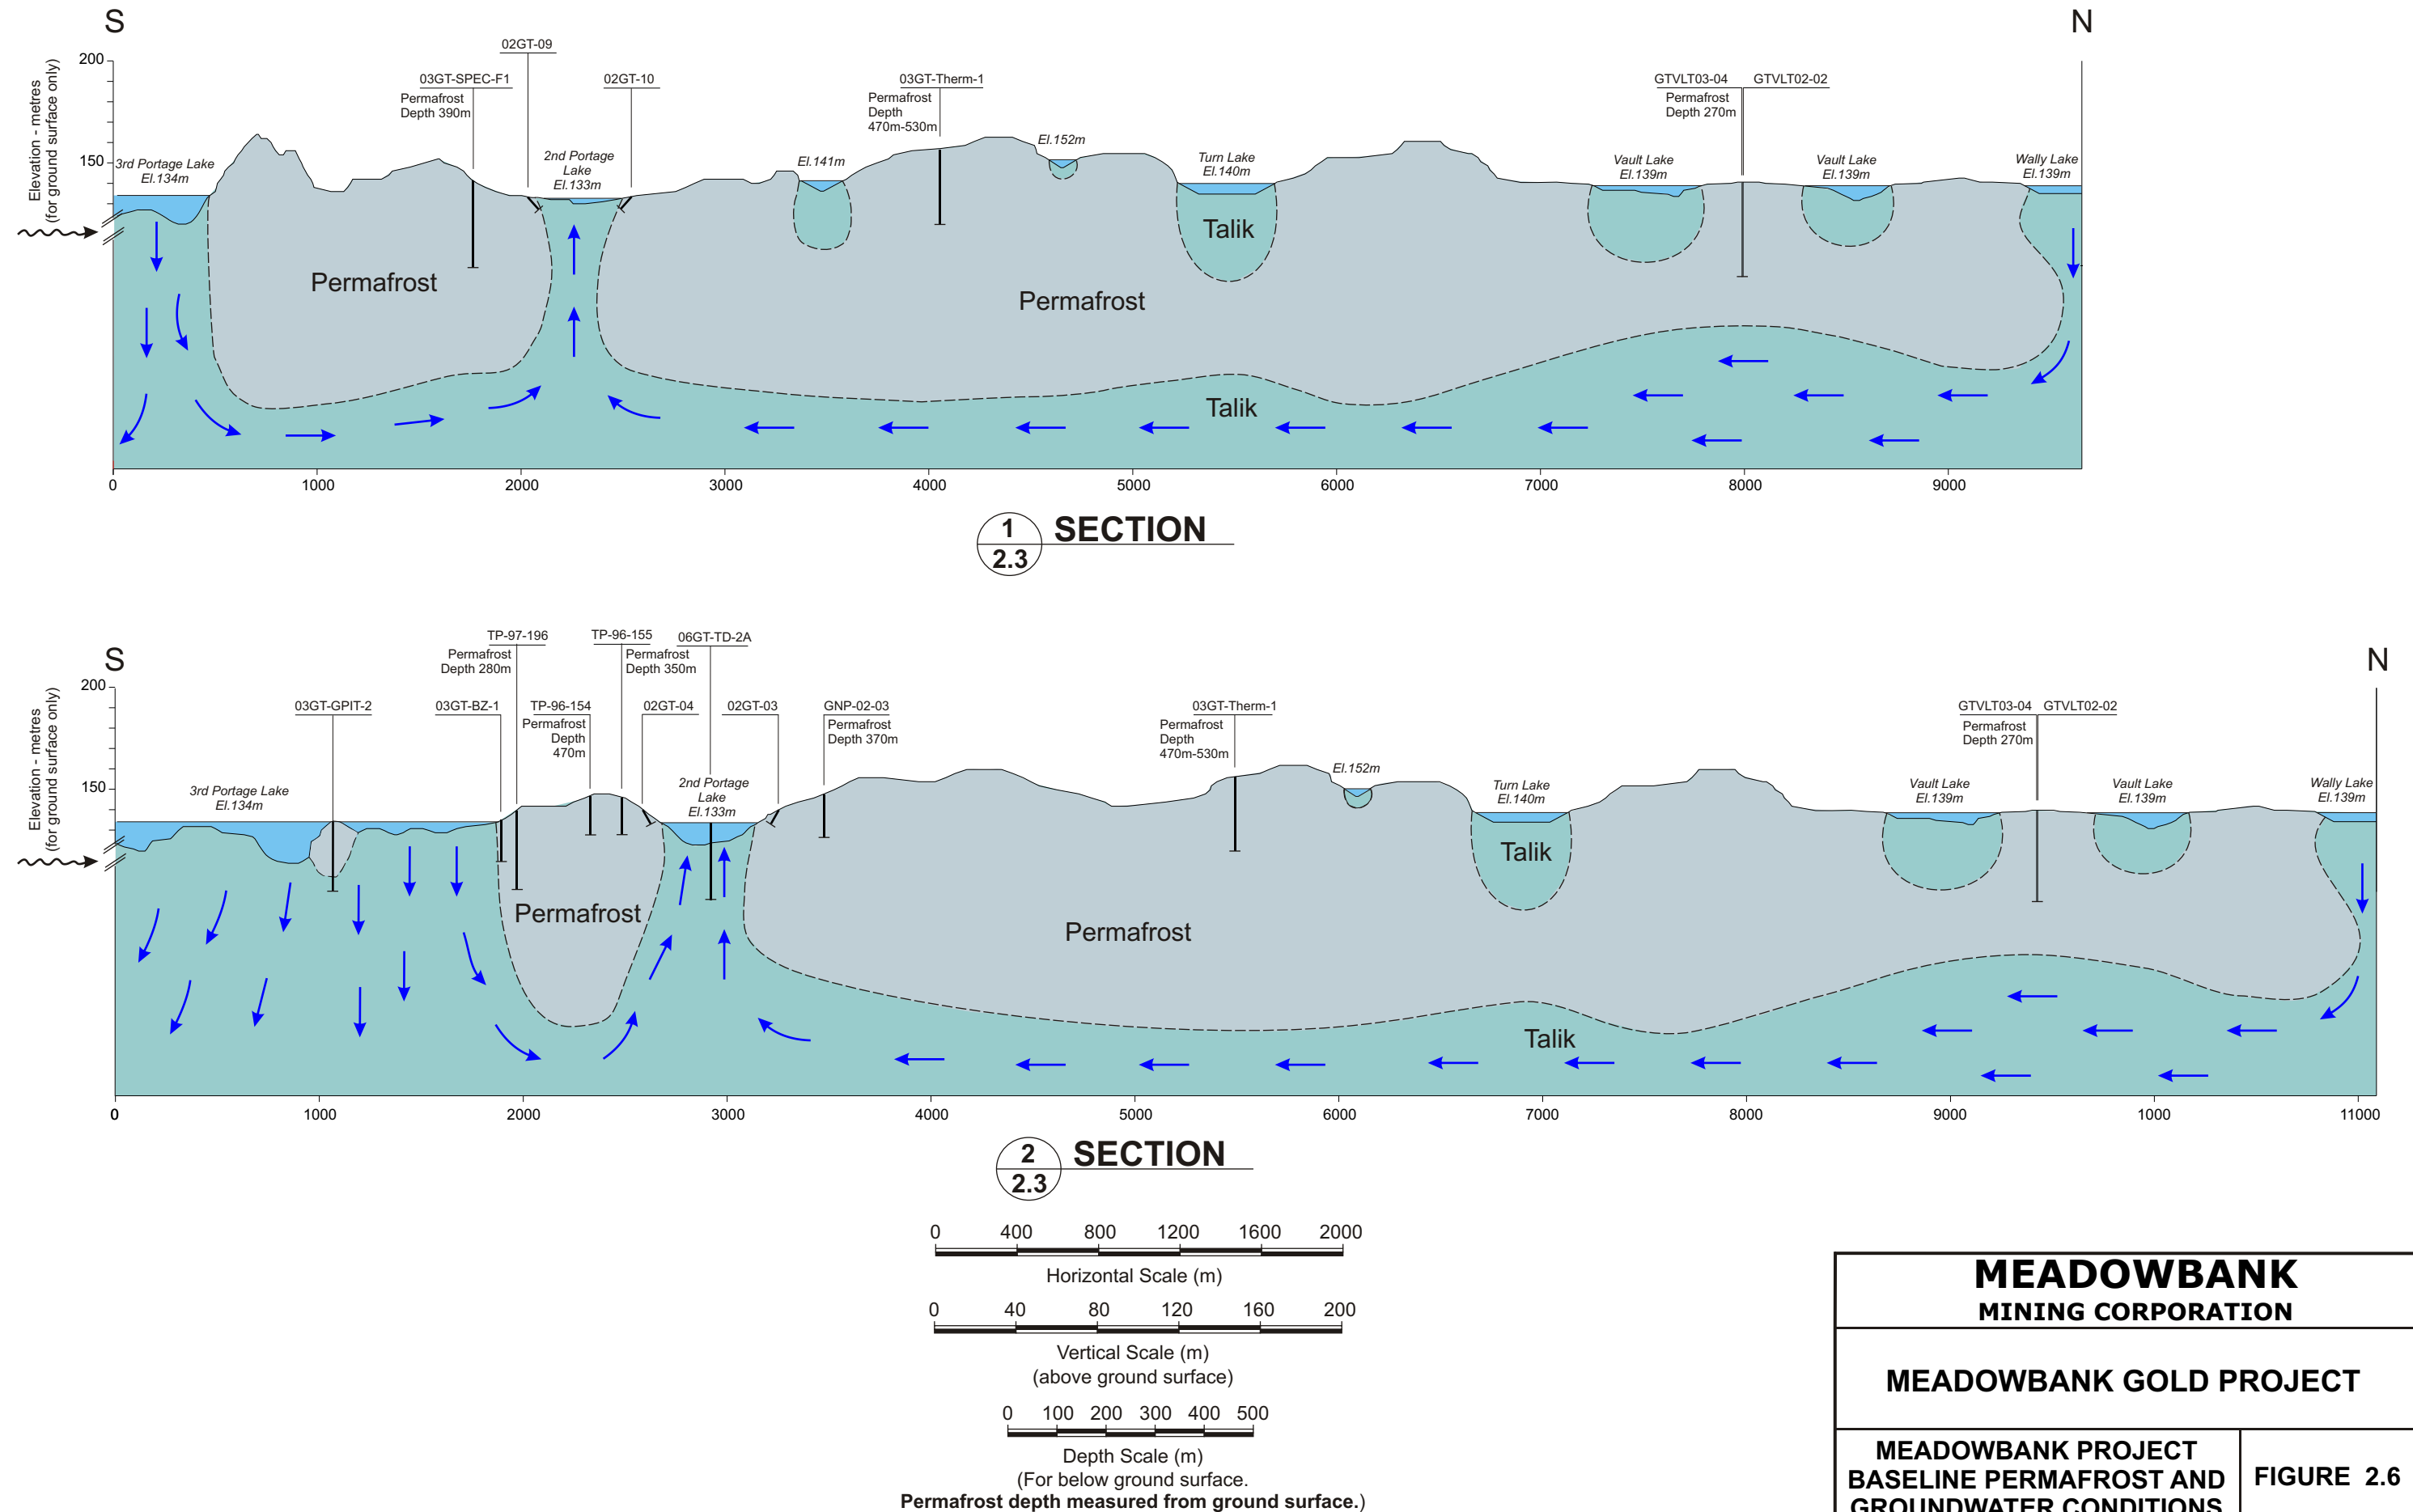 S
N
02GT-09
03GT-SPEC-F1
02GT-10
03GT-Therm-1
GTVLT03-04
GTVLT02-02
Permafrost
Depth 390m
Permafrost
Depth
470m-530m
Permafrost
Depth 270m
Elevation - metres
(for ground surface only)
200
150
3rd Portage Lake
El.134m
2nd Portage
Lake
El.133m
El.141m
El.152m
Turn Lake
El.140m
Vault Lake
El.139m
Vault Lake
El.139m
Wally Lake
El.139m
Talik
Permafrost
Permafrost
Talik
0
1000
2000
3000
4000
5000
6000
7000
8000
9000
1
2.3
SECTION
S
N
TP-97-196
TP-96-155
06GT-TD-2A
Permafrost
Depth 280m
Permafrost
Depth 350m
03GT-GPIT-2
03GT-BZ-1
TP-96-154
02GT-04
02GT-03
GNP-02-03
03GT-Therm-1
GTVLT03-04
GTVLT02-02
Permafrost
Depth
470m
Permafrost
Depth 370m
Permafrost
Depth
470m-530m
Permafrost
Depth 270m
Elevation - metres
(for ground surface only)
200
150
3rd Portage Lake
El.134m
2nd Portage
Lake
El.133m
El.152m
Turn Lake
El.140m
Vault Lake
El.139m
Vault Lake
El.139m
Wally Lake
El.139m
Talik
Permafrost
Permafrost
Talik
0
1000
2000
3000
4000
5000
6000
7000
8000
9000
1000
11000
2
2.3
SECTION
0 400 800 1200 1600 2000
Horizontal Scale (m)
0 40 80 120 160 200
Vertical Scale (m)
(above ground surface)
0 100 200 300 400 500
Depth Scale (m)
(For below ground surface.
Permafrost depth measured from ground surface.)
MEADOWBANK
MINING CORPORATION
MEADOWBANK GOLD PROJECT
MEADOWBANK PROJECT
BASELINE PERMAFROST AND
GROUNDWATER CONDITIONS
FIGURE 2.6